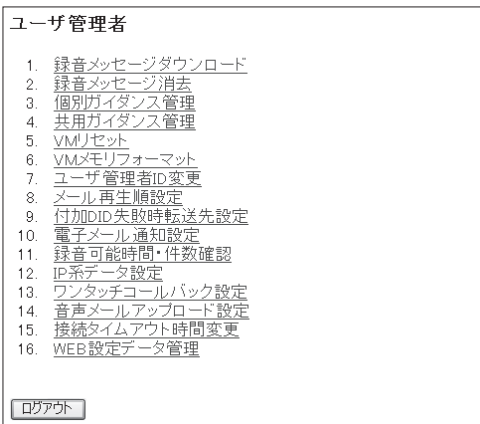 ユーザ管理者
1. 録音メッセージダウンロード
2. 録音メッセージ消去
3. 個別ガイダンス管理
4. 共用ガイダンス管理
5. VMリセット
6. VMメモリフォーマット
7. ユーザ管理者ID変更
8. メール再生順設定
9. 付加DID失敗時転送先設定
10. 電子メール通知設定
11. 録音可能時間・件数確認
12. IP系データ設定
13. ワンタッチコールバック設定
14. 音声メールアップロード設定
15. 接続タイムアウト時間変更
16. WEB設定データ管理
ログアウト